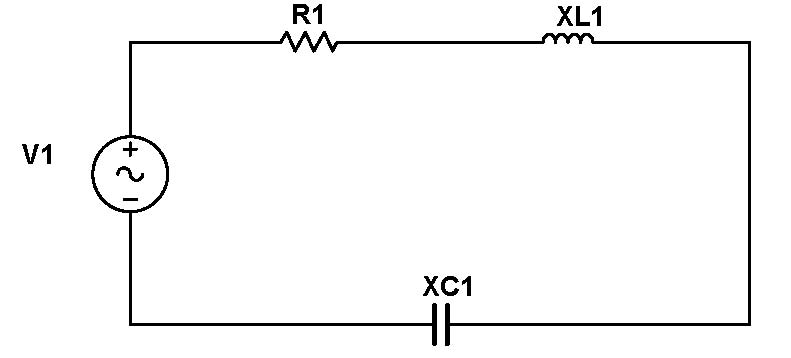 R1
XL1
V1
+
~
−
XC1